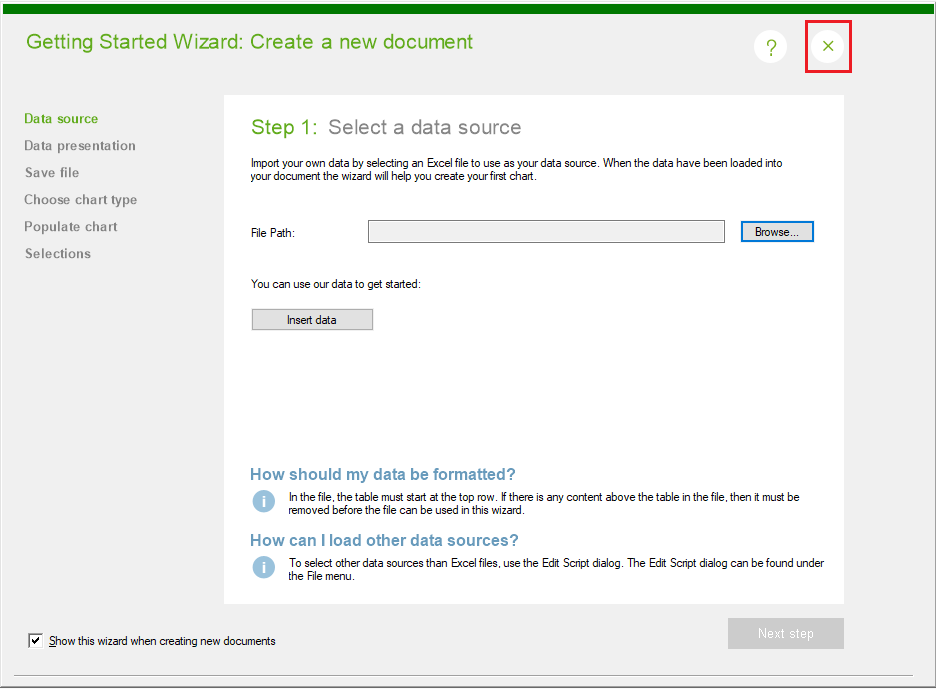 Getting Started Wizard: Create a new document
?
Data source
Data presentation
Save file
Choose chart type
Populate chart
Selections
Step 1: Select a data source
Import your own data by selecting an Excel file to use as your data source. When the data have been loaded into
your document the wizard will help you create your first chart.
File Path:
Browse...
You can use our data to get started:
Insert data
How should my data be formatted?
i
In the file, the table must start at the top row. If there is any content above the table in the file, then it must be
removed before the file can be used in this wizard.
How can I load other data sources?
i
To select other data sources than Excel files, use the Edit Script dialog. The Edit Script dialog can be found under
the File menu.
Show this wizard when creating new documents
Next step